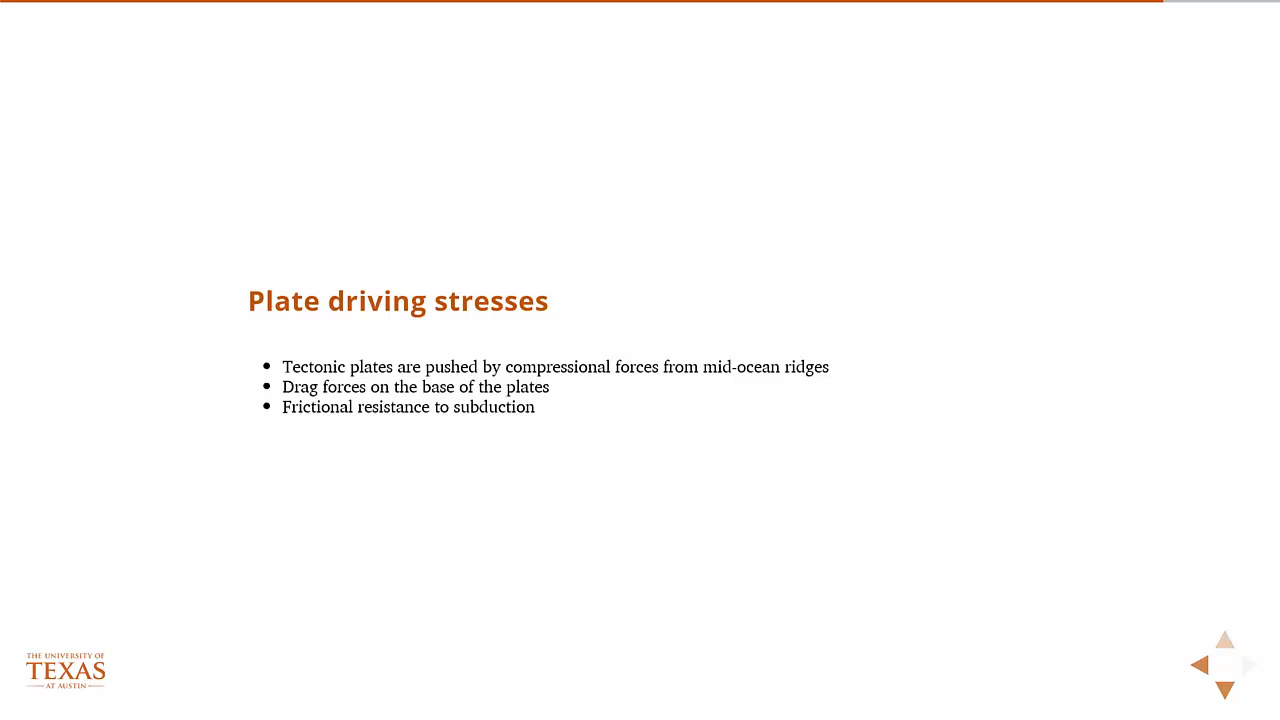 Plate driving stresses
Tectonic plates are pushed by compressional forces from mid-ocean ridges
Drag forces on the base of the plates
Frictional resistance to subduction
THE UNIVERSITY OF
TEXAS
AT AUSTIN